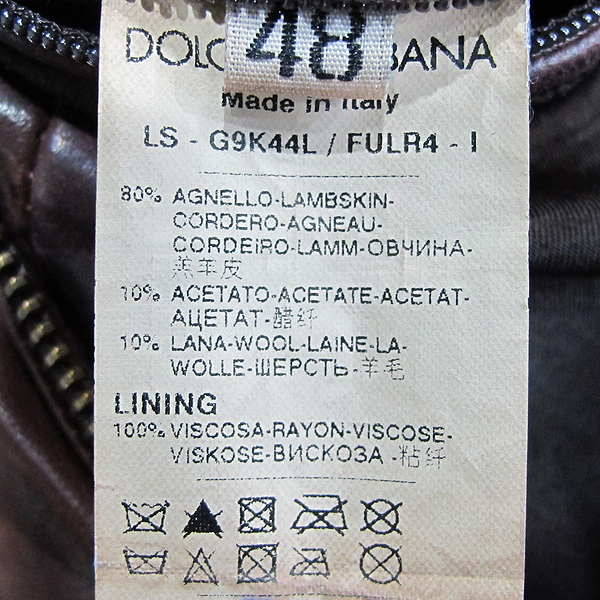 48
DOLC BANA
Made in Italy
LS - G9K44L / FULR4 - I
80% AGNELLO-LAMBSKIN-
CORDERO-AGNEAU-
CORDEIRO-LAMM-ОВЧИНА-
羔羊皮
10% ACETATO-ACETATE-ACETAT-
АЦЕТАТ-醋纤
10% LANA-WOOL-LAINE-LA-
WOLLE-ШЕРСТЬ-羊毛
LINING
100% VISCOSA-RAYON-VISCOSE-
VISKOSE-ВИСКОЗА -粘纤